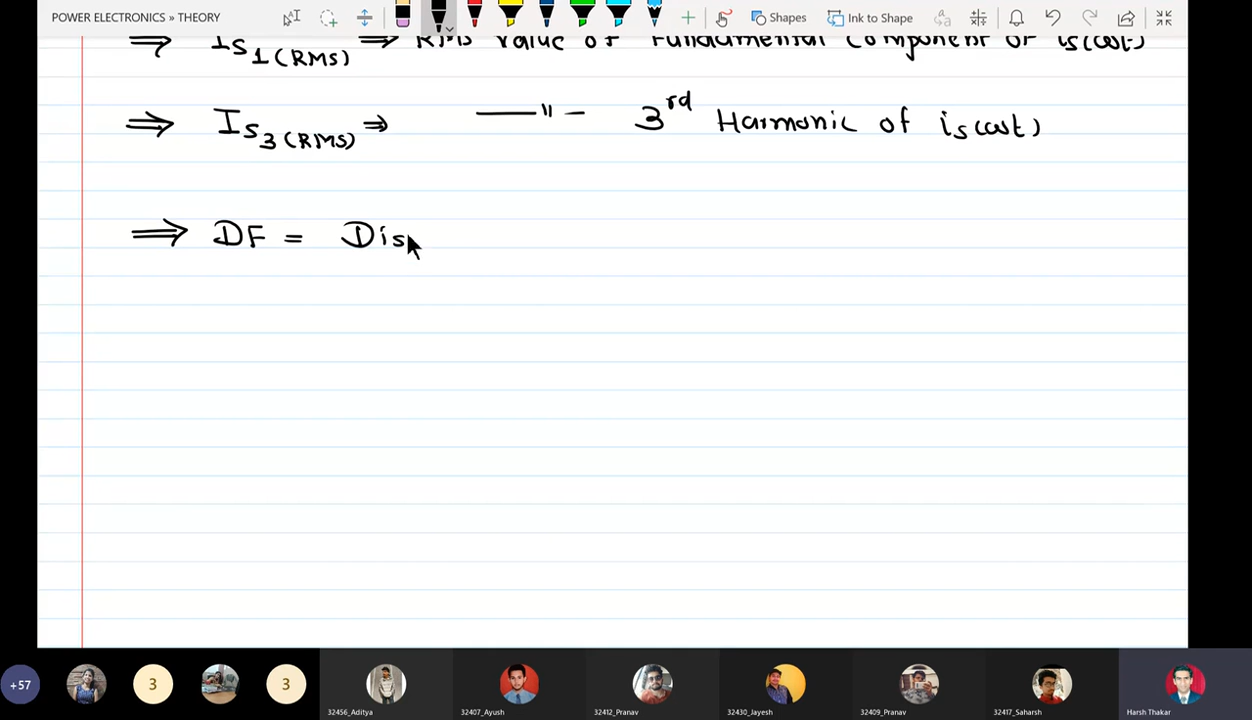 POWER ELECTRONICS » THEORY
Shapes
Ink to Shape
⇒ IS1(RMS) ⇒ RMS Value of Fundamental Component of is(ωt)
⇒ IS3(RMS) ⇒ —"— 3rd Harmonic of is(ωt)
⇒ DF = Dis
+57
3
3
32456_Aditya
32407_Ayush
32412_Pranav
32430_Jayesh
32409_Pranav
32417_Saharsh
Harsh Thakar